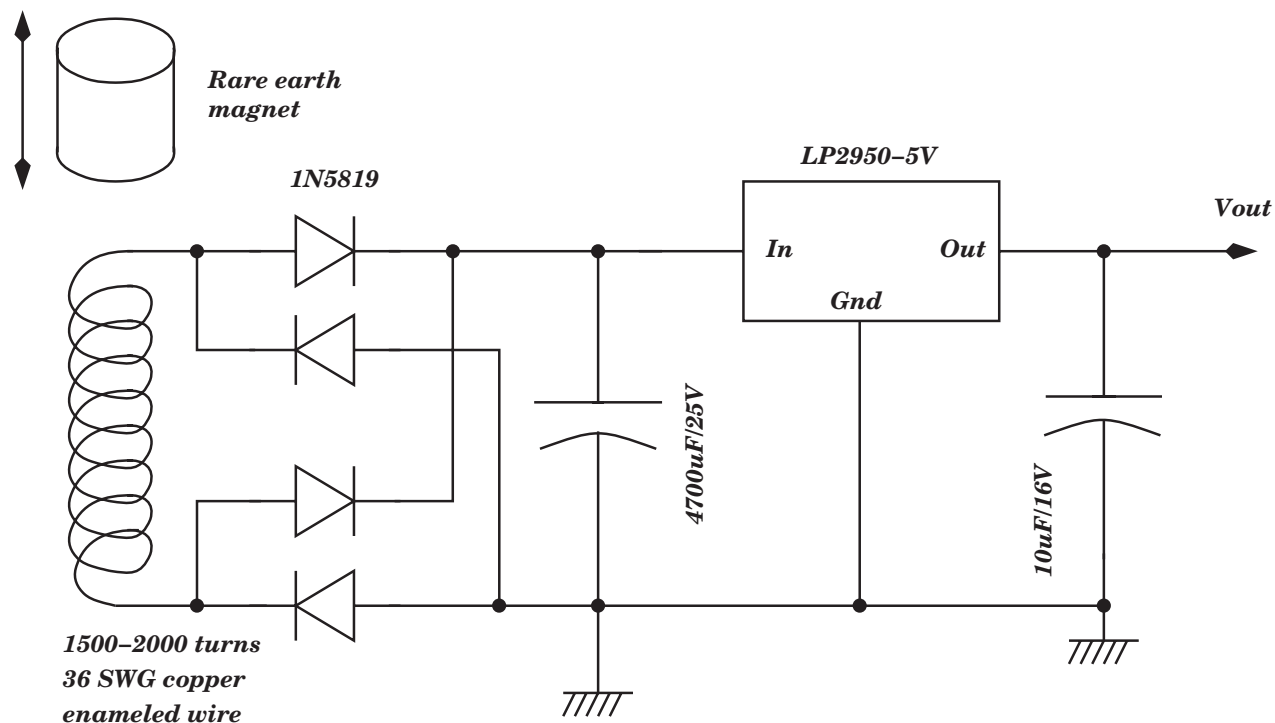 Rare earth
magnet
1N5819
LP2950–5V
Vout
In
Out
Gnd
4700uF/25V
10uF/16V
1500–2000 turns
36 SWG copper
enameled wire